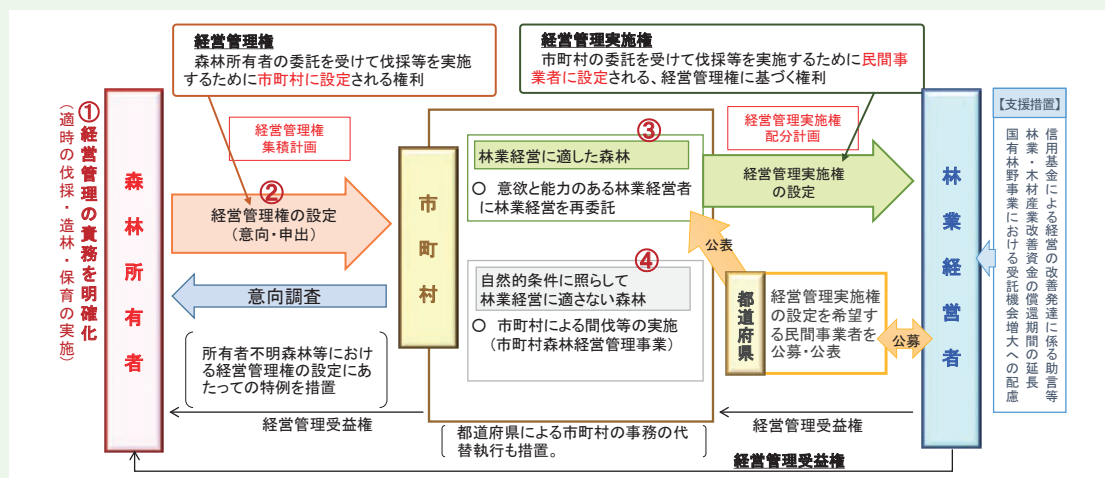 経営管理権
森林所有者の委託を受けて伐採等を実施
するために市町村に設定される権利
経営管理実施権
市町村の委託を受けて伐採等を実施するために民間事
業者に設定される、経営管理権に基づく権利
①経営管理の責務を明確化
(適時の伐採・造林・保育の実施)
森林所有者
経営管理権
集積計画
②
経営管理権の設定
(意向・申出)
意向調査
所有者不明森林等におけ
る経営管理権の設定にあ
たっての特例を措置
経営管理受益権
市町村
③
林業経営に適した森林
○ 意欲と能力のある林業経営者
に林業経営を再委託
④
自然的条件に照らして
林業経営に適さない森林
○ 市町村による間伐等の実施
(市町村森林経営管理事業)
都道府県による市町村の事務の代
替執行も措置。
経営管理実施権
配分計画
経営管理実施権
の設定
公表
都道府県
経営管理実施権
の設定を希望す
る民間事業者を
公募・公表
公募
経営管理受益権
経営管理受益権
林業経営者
【支援措置】
信用基金による経営の改善発達に係る助言等
林業・木材産業改善資金の償還期間の延長
国有林野事業における受託機会増大への配慮